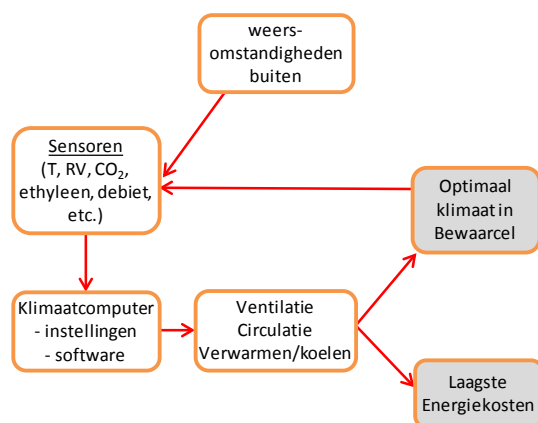 weers-
omstandigheden
buiten
Sensoren
(T, RV, CO₂,
ethyleen, debiet,
etc.)
Optimaal
klimaat in
Bewaarcel
Klimaatcomputer
- instellingen
- software
Ventilatie
Circulatie
Verwarmen/koelen
Laagste
Energiekosten